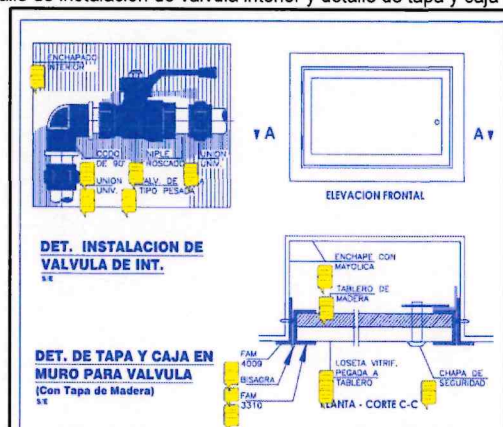 ENCHAPADO
INTERIOR
CODO
DE 90°
NIPLE
ROSCADO
UNION
UNIV.
UNION
UNIV.
VALV. DE
TIPO PESADA
DET. INSTALACION DE
VALVULA DE INT.
S/E
A
A
ELEVACION FRONTAL
ENCHAPE CON
MAYOLICA
TABLERO DE
MADERA
FAM
4009
BISAGRA
FAM
3310
LOSETA VITRIF.
PEGADA A
TABLERO
CHAPA DE
SEGURIDAD
PLANTA - CORTE C-C
DET. DE TAPA Y CAJA EN
MURO PARA VALVULA
(Con Tapa de Madera)
S/E